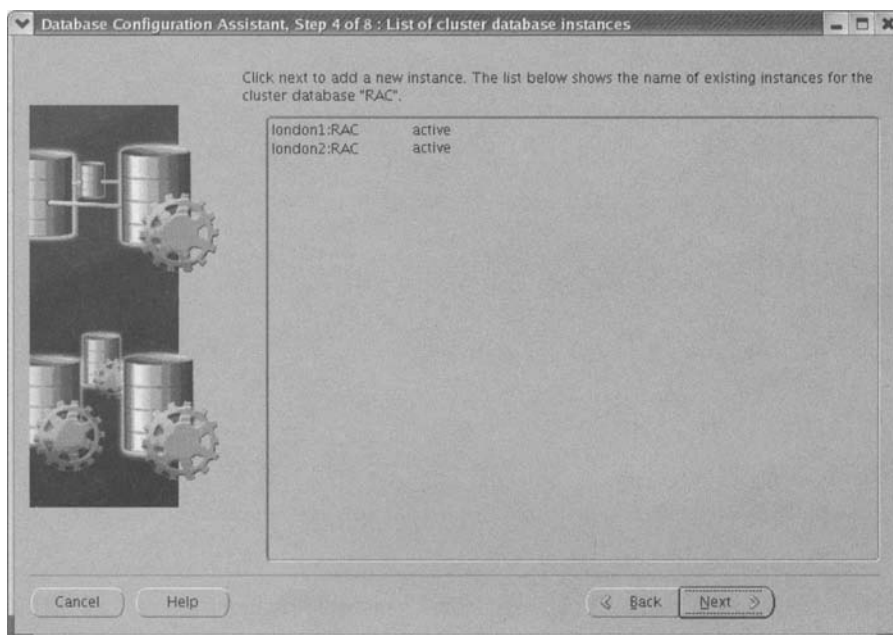 Database Configuration Assistant, Step 4 of 8 : List of cluster database instances
Click next to add a new instance. The list below shows the name of existing instances for the
cluster database "RAC".
london1:RAC active
london2:RAC active
Cancel Help Back Next